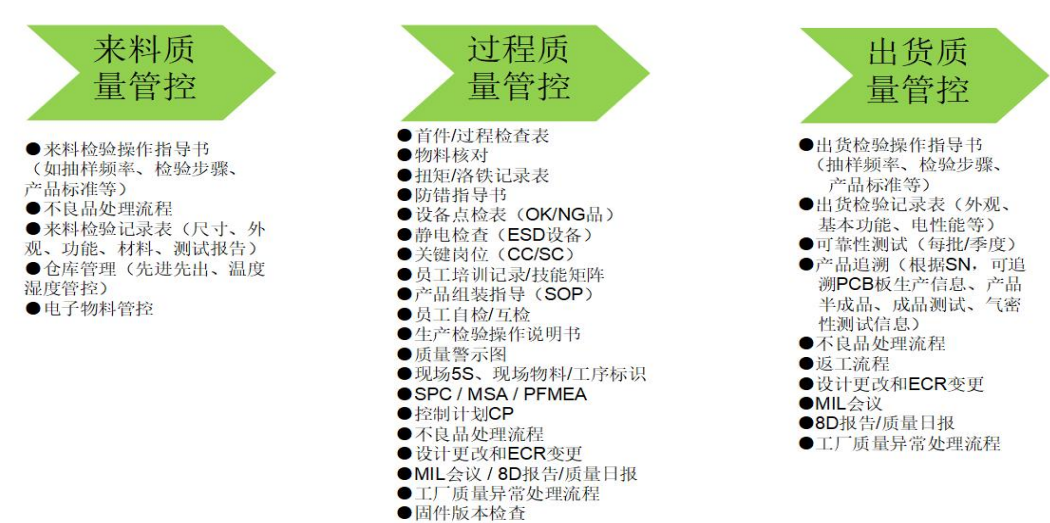 来料质
量管控
●来料检验操作指导书
（如抽样频率、检验步骤、
产品标准等）
●不良品处理流程
●来料检验记录表（尺寸、外
观、功能、材料、测试报告）
●仓库管理（先进先出、温度
湿度管控）
●电子物料管控
过程质
量管控
●首件/过程检查表
●物料核对
●扭矩/洛铁记录表
●防错指导书
●设备点检表（OK/NG品）
●静电检查（ESD设备）
●关键岗位（CC/SC）
●员工培训记录/技能矩阵
●产品组装指导（SOP）
●员工自检/互检
●生产检验操作说明书
●质量警示图
●现场5S、现场物料/工序标识
●SPC / MSA / PFMEA
●控制计划CP
●不良品处理流程
●设计更改和ECR变更
●MIL会议 / 8D报告/质量日报
●工厂质量异常处理流程
●固件版本检查
出货质
量管控
●出货检验操作指导书
（抽样频率、检验步骤、
产品标准等）
●出货检验记录表（外观、
基本功能、电性能等）
●可靠性测试（每批/季度）
●产品追溯（根据SN，可追
溯PCB板生产信息、产品
半成品、成品测试、气密
性测试信息）
●不良品处理流程
●返工流程
●设计更改和ECR变更
●MIL会议
●8D报告/质量日报
●工厂质量异常处理流程